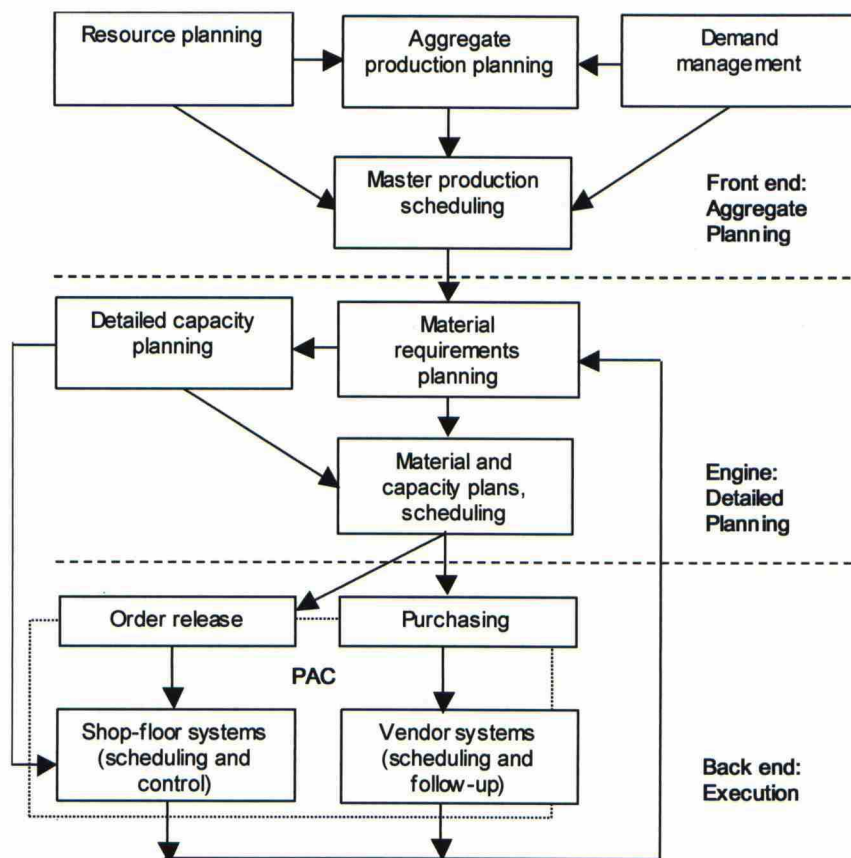 Resource planning
Aggregate
production planning
Demand
management
Master production
scheduling
Front end:
Aggregate
Planning
Detailed capacity
planning
Material
requirements
planning
Material and
capacity plans,
scheduling
Engine:
Detailed
Planning
Order release
Purchasing
PAC
Shop-floor systems
(scheduling and
control)
Vendor systems
(scheduling and
follow-up)
Back end:
Execution